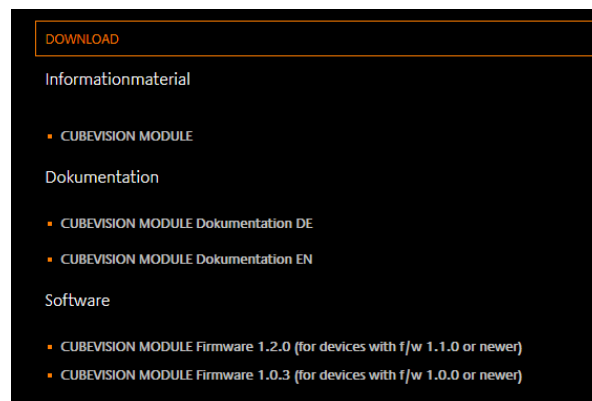 DOWNLOAD
Informationmaterial
CUBEVISION MODULE
Dokumentation
CUBEVISION MODULE Dokumentation DE
CUBEVISION MODULE Dokumentation EN
Software
CUBEVISION MODULE Firmware 1.2.0 (for devices with f/w 1.1.0 or newer)
CUBEVISION MODULE Firmware 1.0.3 (for devices with f/w 1.0.0 or newer)